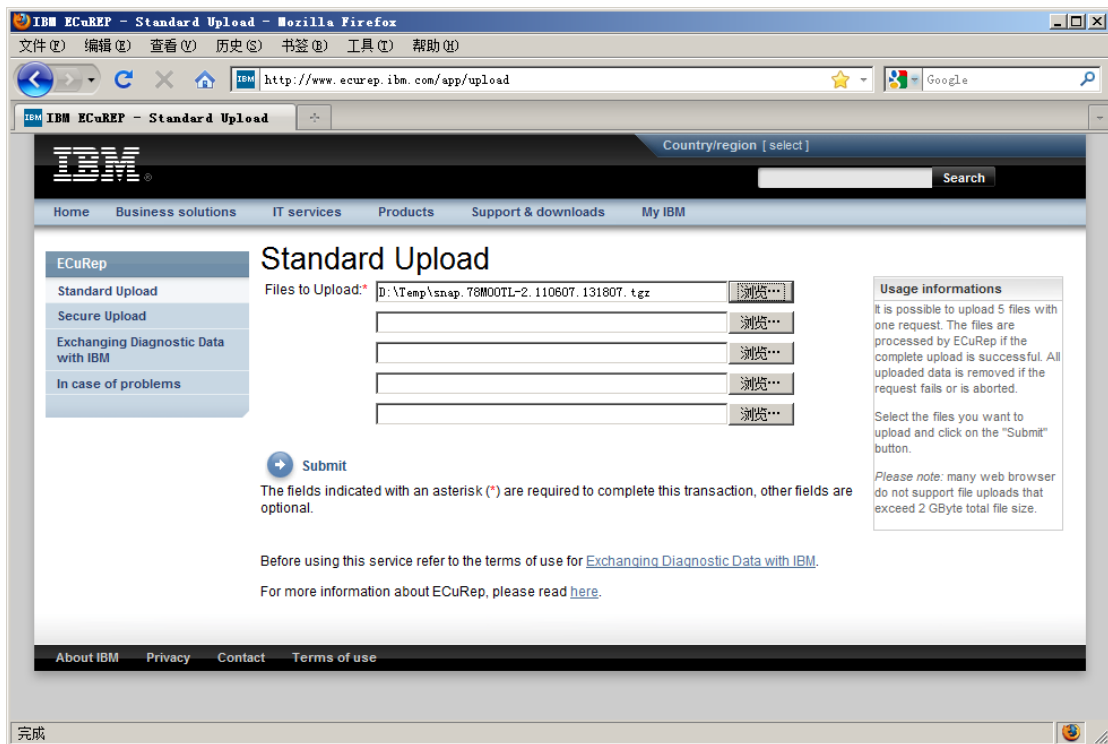 IBM ECuREP - Standard Upload - Mozilla Firefox
文件(F) 编辑(E) 查看(V) 历史(S) 书签(B) 工具(T) 帮助(H)
IBM http://www.ecurep.ibm.com/app/upload Google
IBM IBM ECuREP - Standard Upload
Country/region [ select ]
IBM®
Search
Home Business solutions IT services Products Support & downloads My IBM
ECuRep
Standard Upload
Secure Upload
Exchanging Diagnostic Data
with IBM
In case of problems
Standard Upload
Files to Upload:* D:\Temp\snap.78M00TL-2.110607.131807.tgz 浏览…
浏览…
浏览…
浏览…
浏览…
Submit
The fields indicated with an asterisk (*) are required to complete this transaction, other fields are
optional.
Before using this service refer to the terms of use for Exchanging Diagnostic Data with IBM.
For more information about ECuRep, please read here.
Usage informations
It is possible to upload 5 files with
one request. The files are
processed by ECuRep if the
complete upload is successful. All
uploaded data is removed if the
request fails or is aborted.
Select the files you want to
upload and click on the "Submit"
button.
Please note: many web browser
do not support file uploads that
exceed 2 GByte total file size.
About IBM Privacy Contact Terms of use
完成